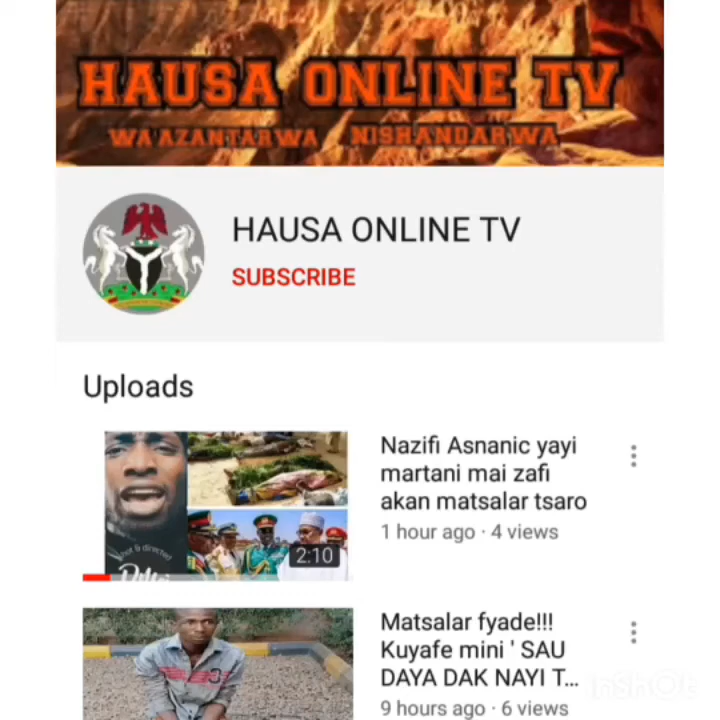 HAUSA ONLINE TV
WA'AZANTARWA NISHANDARWA
HAUSA ONLINE TV
SUBSCRIBE
Uploads
Nazifi Asnanic yayi
martani mai zafi
akan matsalar tsaro
1 hour ago · 4 views
2:10
Matsalar fyade!!!
Kuyafe mini ' SAU
DAYA DAK NAYI T...
9 hours ago · 6 views
InShOt